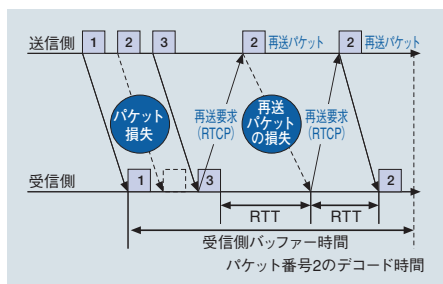 送信側 1 2 3 2 再送パケット 2 再送パケット
パケット
損失
再送要求
(RTCP)
再送
パケット
の損失
再送要求
(RTCP)
受信側 1 3 2
RTT RTT
受信側バッファー時間
パケット番号2のデコード時間